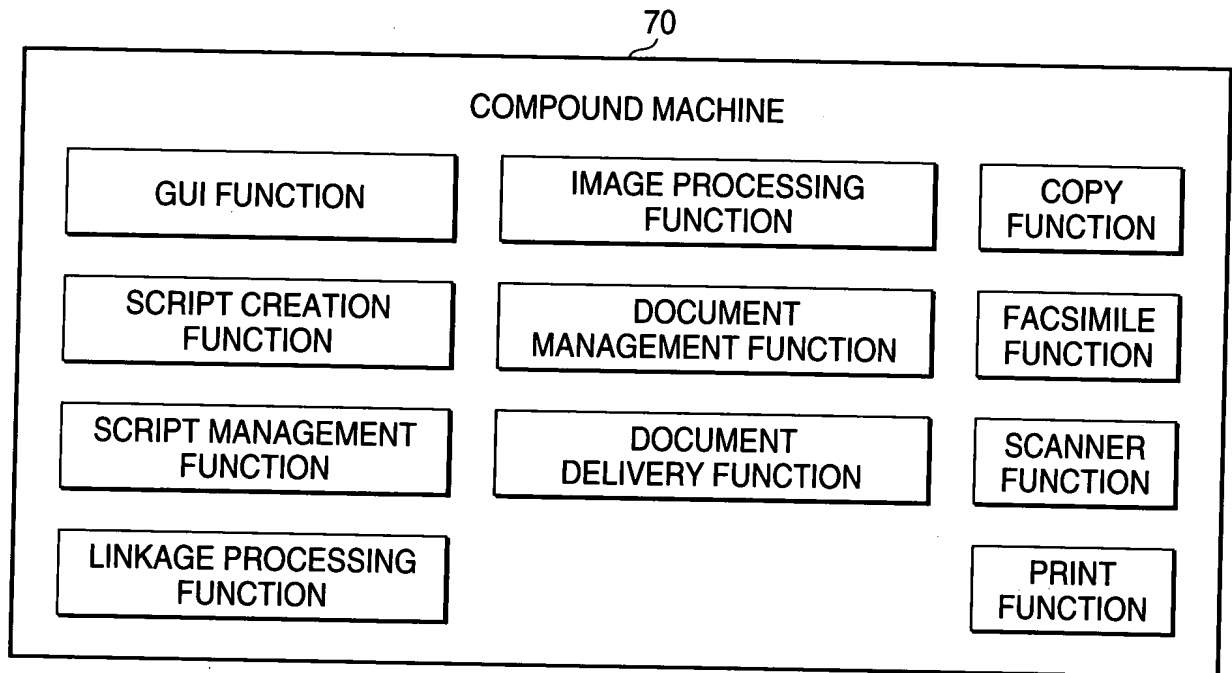 70
COMPOUND MACHINE
GUI FUNCTION
IMAGE PROCESSING
FUNCTION
COPY
FUNCTION
SCRIPT CREATION
FUNCTION
DOCUMENT
MANAGEMENT FUNCTION
FACSIMILE
FUNCTION
SCRIPT MANAGEMENT
FUNCTION
DOCUMENT
DELIVERY FUNCTION
SCANNER
FUNCTION
LINKAGE PROCESSING
FUNCTION
PRINT
FUNCTION